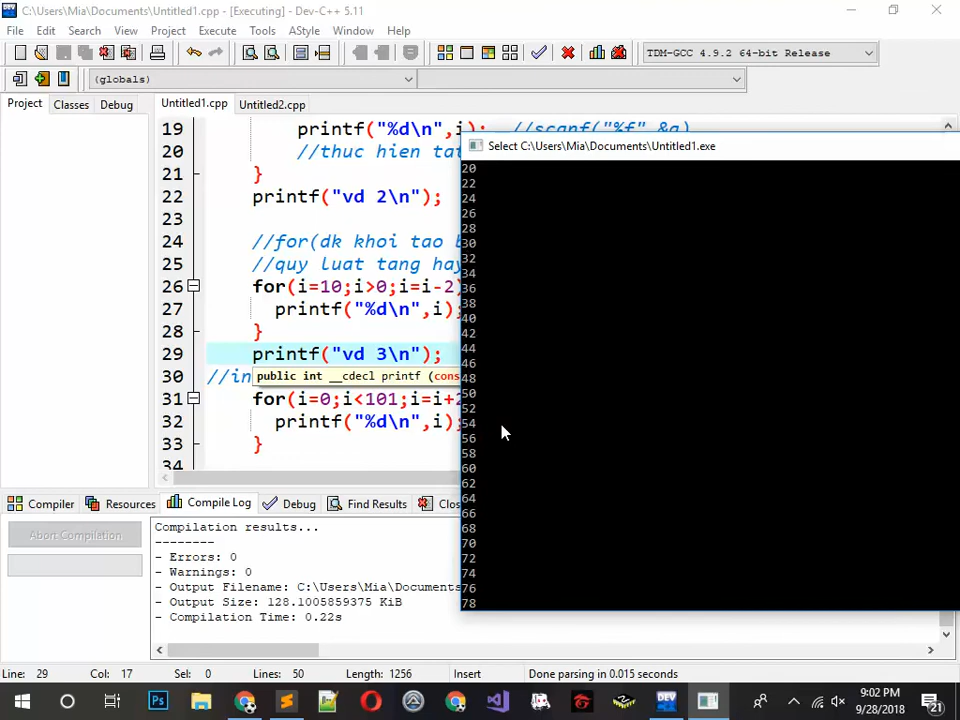 C:\Users\Mia\Documents\Untitled1.cpp - [Executing] - Dev-C++ 5.11
File Edit Search View Project Execute Tools AStyle Window Help
TDM-GCC 4.9.2 64-bit Release
(globals)
Project Classes Debug
Untitled1.cpp Untitled2.cpp
19 printf("%d\n",i); //scanf("%f" &a)
20 //thuc hien tat
21 }
22 printf("vd 2\n");
23
24 //for(dk khoi tao b
25 //quy luat tang hay
26 for(i=10;i>0;i=i-2)
27 printf("%d\n",i);
28 }
29 printf("vd 3\n");
30 //in
public int __cdecl printf (cons
31 for(i=0;i<101;i=i+2
32 printf("%d\n",i);
33 }
34
Select C:\Users\Mia\Documents\Untitled1.exe
20
22
24
26
28
30
32
34
36
38
40
42
44
46
48
50
52
54
56
58
60
62
64
66
68
70
72
74
76
78
Compiler Resources Compile Log Debug Find Results Clos
Abort Compilation
Compilation results...
--------
- Errors: 0
- Warnings: 0
- Output Filename: C:\Users\Mia\Documents
- Output Size: 128.1005859375 KiB
- Compilation Time: 0.22s
Line: 29 Col: 17 Sel: 0 Lines: 50 Length: 1256 Insert Done parsing in 0.015 seconds
Ps
DEV
9:02 PM
9/28/2018
21